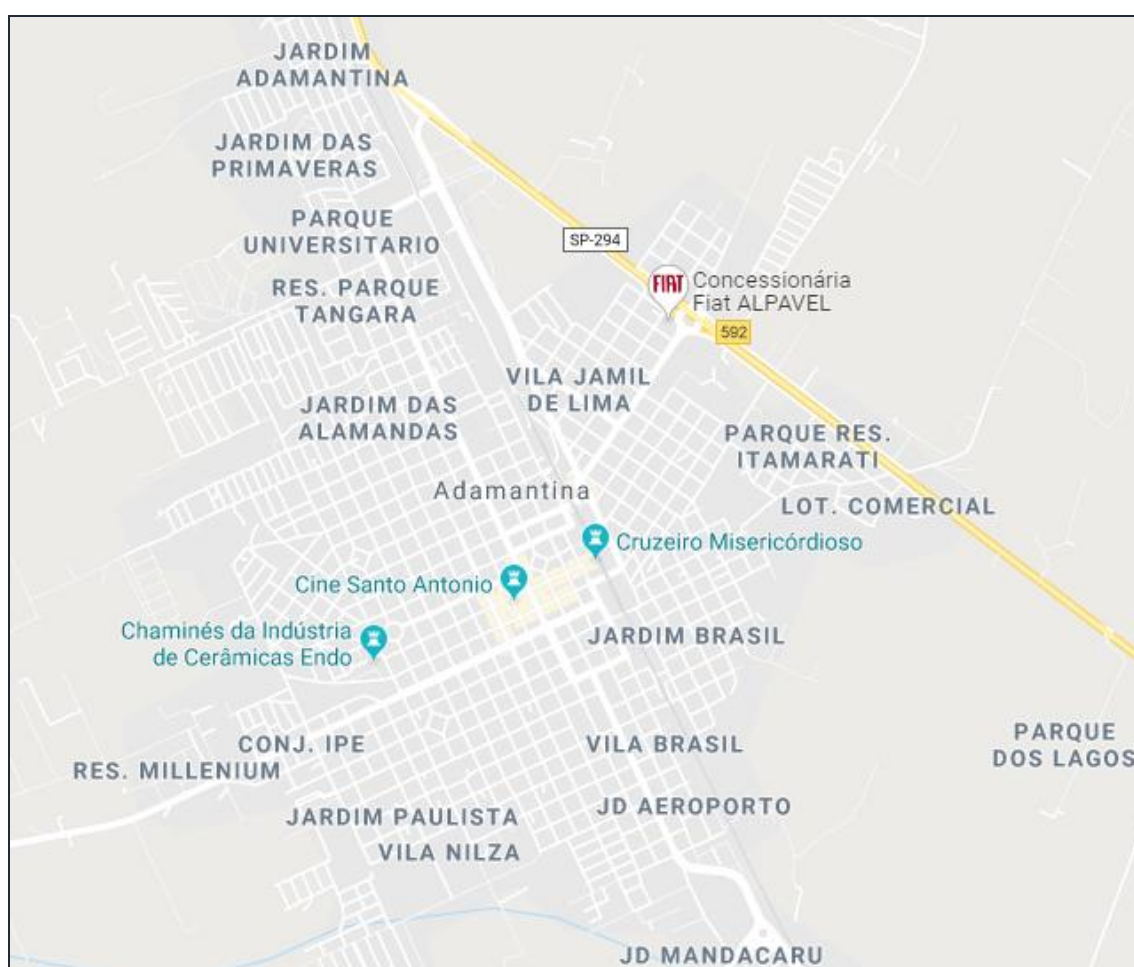 JARDIM
ADAMANTINA
JARDIM DAS
PRIMAVERAS
PARQUE
UNIVERSITARIO
SP-294
RES. PARQUE
TANGARA
FIAT
Concessionária
Fiat ALPAVEL
592
VILA JAMIL
DE LIMA
JARDIM DAS
ALAMANDAS
PARQUE RES.
ITAMARATI
Adamantina
LOT. COMERCIAL
Cruzeiro Misericórdioso
Cine Santo Antonio
Chaminés da Indústria
de Cerâmicas Endo
JARDIM BRASIL
CONJ. IPE
VILA BRASIL
PARQUE
DOS LAGOS
RES. MILLENIUM
JARDIM PAULISTA
JD AEROPORTO
VILA NILZA
JD MANDACARU